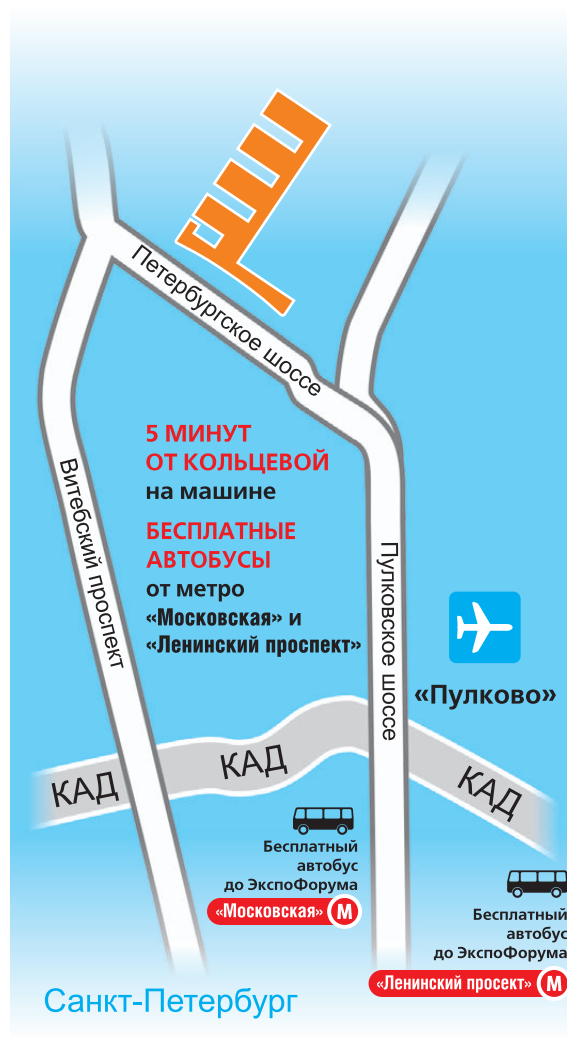 Петербургское шоссе
5 МИНУТ
ОТ КОЛЬЦЕВОЙ
на машине
БЕСПЛАТНЫЕ
АВТОБУСЫ
от метро
«Московская» и
«Ленинский проспект»
Витебский проспект
Пулковское шоссе
«Пулково»
КАД
КАД
КАД
Бесплатный
автобус
до ЭкспоФорума
«Московская» М
Бесплатный
автобус
до ЭкспоФорума
«Ленинский просект» М
Санкт-Петербург